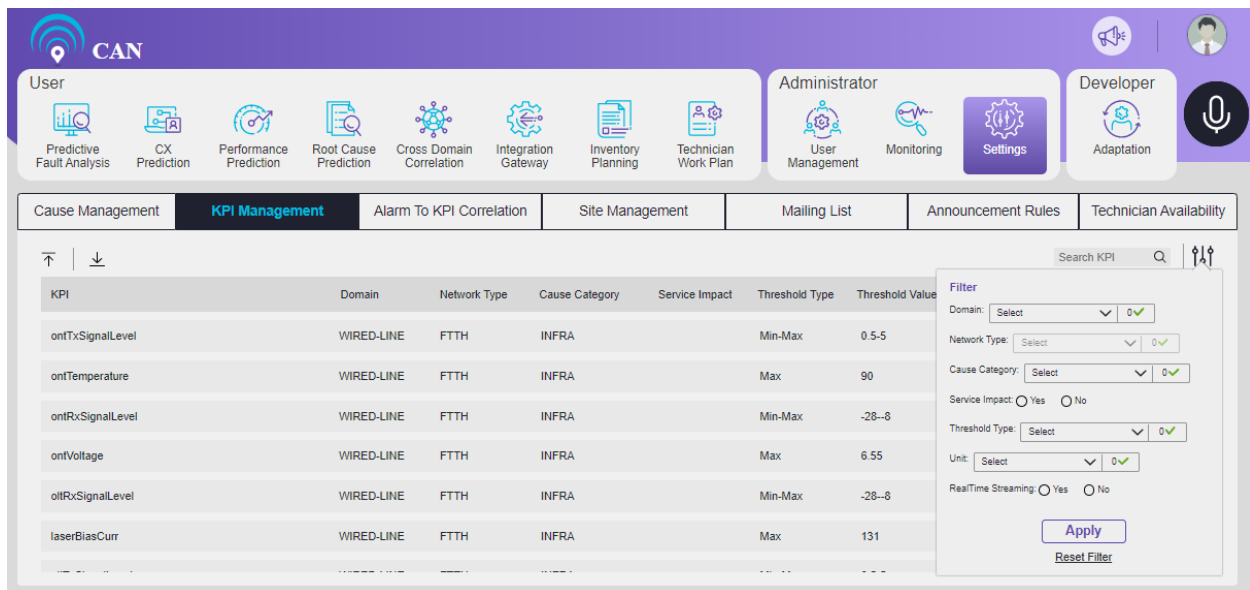 CAN
User
Administrator
Developer
Predictive
Fault Analysis
CX
Prediction
Performance
Prediction
Root Cause
Prediction
Cross Domain
Correlation
Integration
Gateway
Inventory
Planning
Technician
Work Plan
User
Management
Monitoring
Settings
Adaptation
Cause Management KPI Management Alarm To KPI Correlation Site Management Mailing List Announcement Rules Technician Availability
Search KPI
KPI Domain Network Type Cause Category Service Impact Threshold Type Threshold Value
ontTxSignalLevel WIRED-LINE FTTH INFRA Min-Max 0.5-5
ontTemperature WIRED-LINE FTTH INFRA Max 90
ontRxSignalLevel WIRED-LINE FTTH INFRA Min-Max -28--8
ontVoltage WIRED-LINE FTTH INFRA Max 6.55
oltRxSignalLevel WIRED-LINE FTTH INFRA Min-Max -28--8
laserBiasCurr WIRED-LINE FTTH INFRA Max 131
Filter
Domain: Select 0
Network Type: Select 0
Cause Category: Select 0
Service Impact: Yes No
Threshold Type: Select 0
Unit: Select 0
RealTime Streaming: Yes No
Apply
Reset Filter